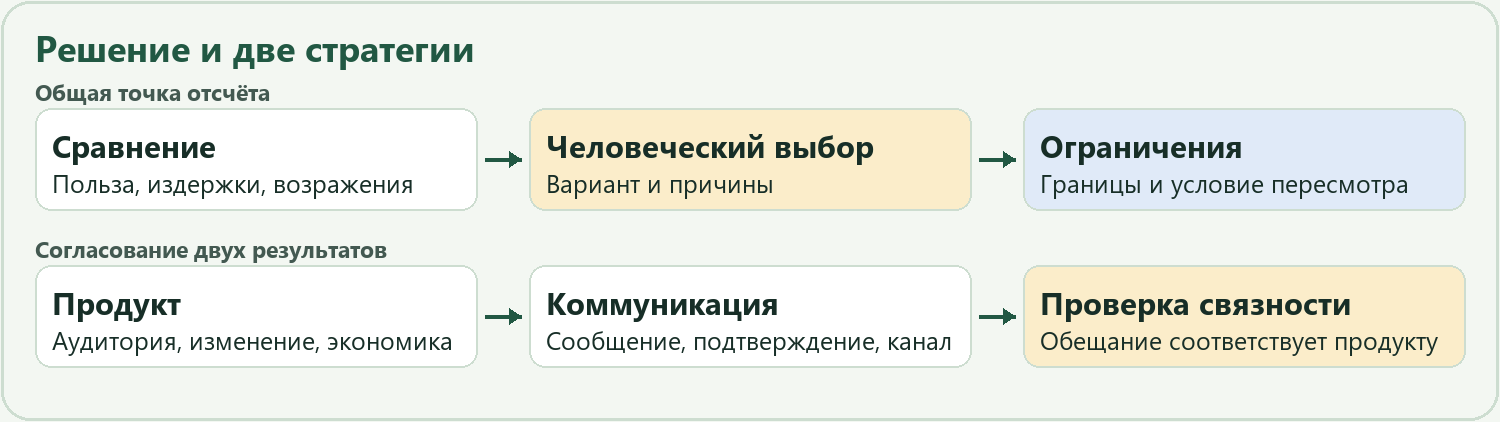 Решение и две стратегии
Общая точка отсчёта
Сравнение
Польза, издержки, возражения
Человеческий выбор
Вариант и причины
Ограничения
Границы и условие пересмотра
Согласование двух результатов
Продукт
Аудитория, изменение, экономика
Коммуникация
Сообщение, подтверждение, канал
Проверка связности
Обещание соответствует продукту